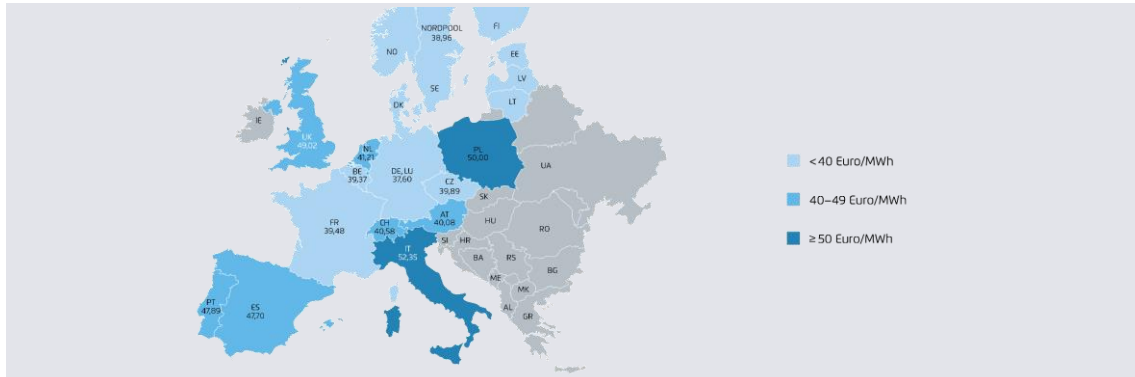 NORDPOOL
38,96
FI
NO
EE
SE
LV
DK
LT
IE
UK
49,02
NL
41,21
PL
50,00
BE
39,37
DE, LU
37,60
UA
CZ
39,89
SK
FR
39,48
CH
40,58
AT
40,08
HU
RO
SI
HR
IT
52,35
BA
RS
BG
ME
MK
AL
GR
PT
47,89
ES
47,70
<40 Euro/MWh
40–49 Euro/MWh
≥50 Euro/MWh